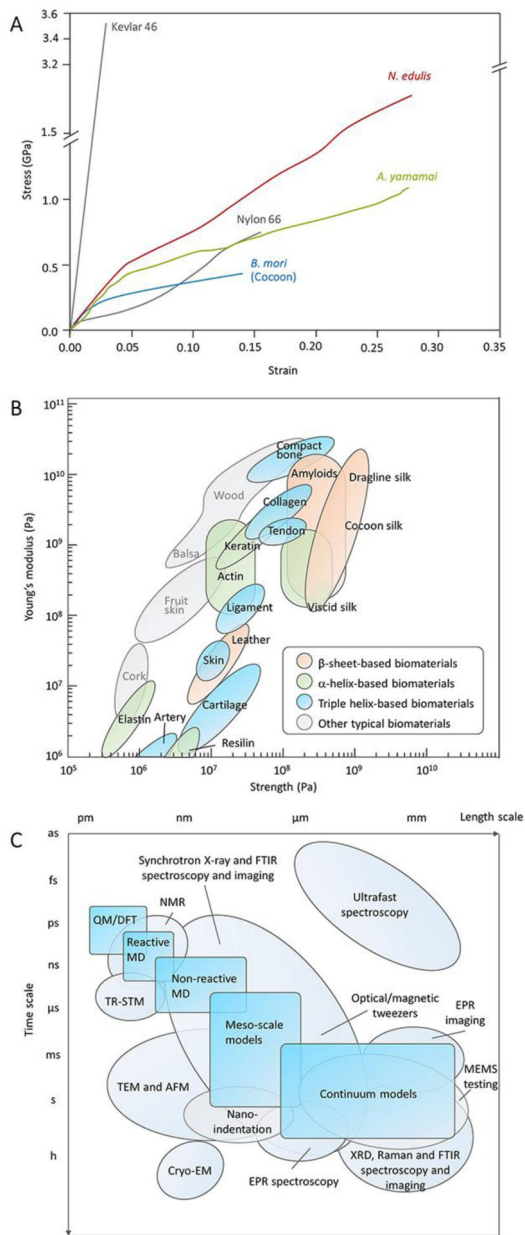 A
3.6
3.4
3.2
1.5
1.0
0.5
0.0
Stress (GPa)
Kevlar 46
N. edulis
A. yamamai
Nylon 66
B. mori
(Cocoon)
0.00
0.05
0.10
0.15
0.20
0.25
0.30
0.35
Strain
B
10¹¹
10¹⁰
10⁹
10⁸
10⁷
10⁶
Young's modulus (Pa)
Compact
bone
Amyloids
Dragline silk
Wood
Collagen
Cocoon silk
Tendon
Balsa
Keratin
Actin
Fruit
skin
Ligament
Viscid silk
Leather
Skin
Cork
Cartilage
Elastin
Artery
Resilin
β-sheet-based biomaterials
α-helix-based biomaterials
Triple helix-based biomaterials
Other typical biomaterials
10⁵
10⁶
10⁷
10⁸
10⁹
10¹⁰
Strength (Pa)
pm
nm
μm
mm
Length scale
C
as
fs
ps
ns
μs
ms
s
h
Time scale
Synchrotron X-ray and FTIR
spectroscopy and imaging
Ultrafast
spectroscopy
NMR
QM/DFT
Reactive
MD
Non-reactive
MD
TR-STM
Meso-scale
models
Optical/magnetic
tweezers
EPR
imaging
MEMS
testing
TEM and AFM
Continuum models
Nano-
indentation
Cryo-EM
EPR spectroscopy
XRD, Raman and FTIR
spectroscopy and
imaging